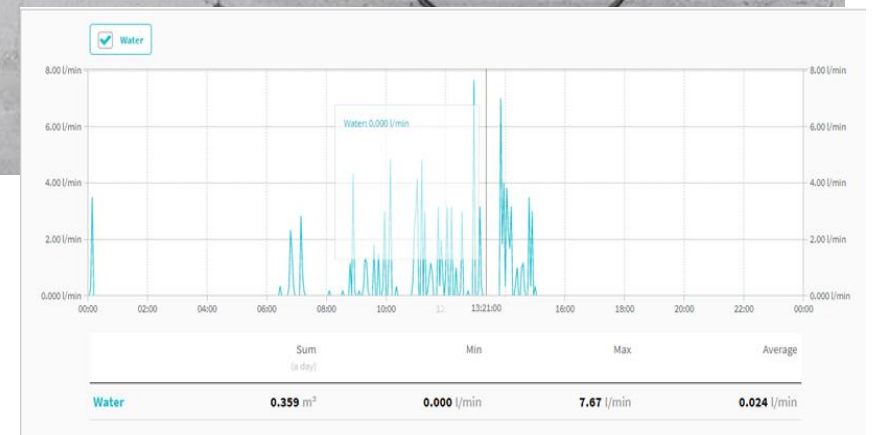 Water
8.00 l/min
8.00 l/min
Water: 0.000 l/min
6.00 l/min
6.00 l/min
4.00 l/min
4.00 l/min
2.00 l/min
2.00 l/min
0.000 l/min
0.000 l/min
00:00 02:00 04:00 06:00 08:00 10:00 13:21:00 16:00 18:00 20:00 22:00 00:00
Sum Min Max Average
(a day)
Water 0.359 m³ 0.000 l/min 7.67 l/min 0.024 l/min